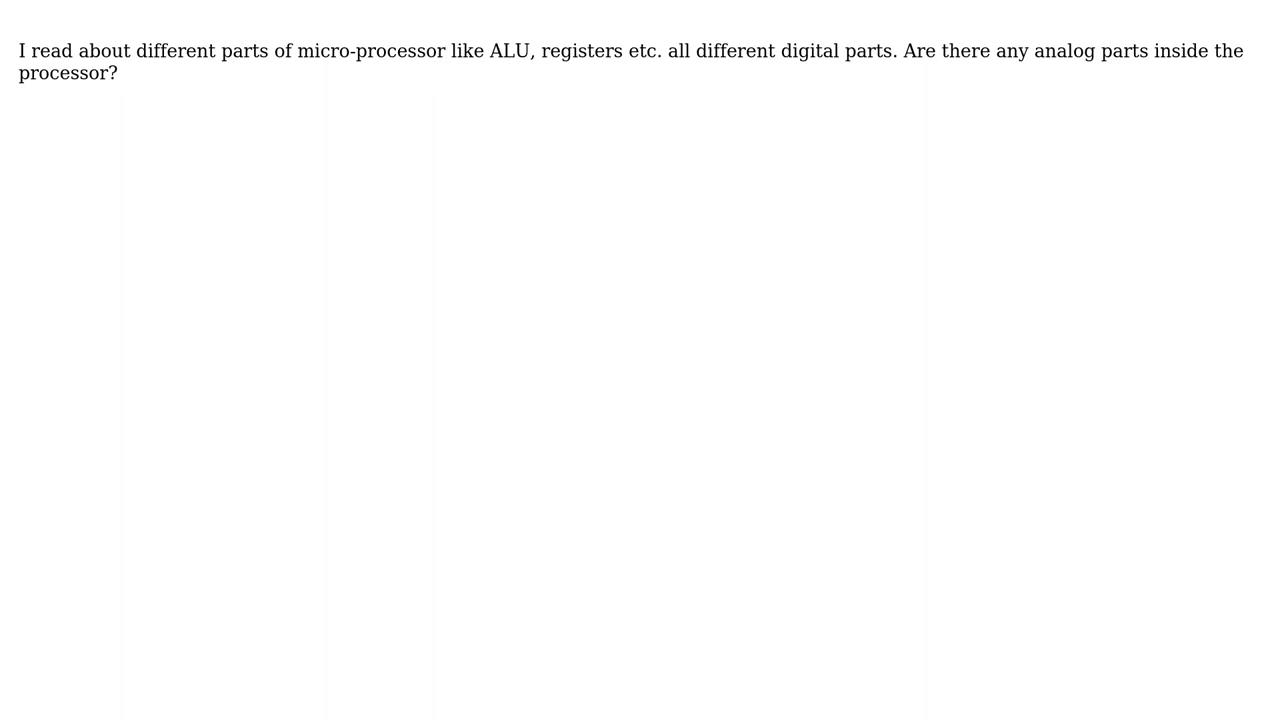 I read about different parts of micro-processor like ALU, registers etc. all different digital parts. Are there any analog parts inside the
processor?